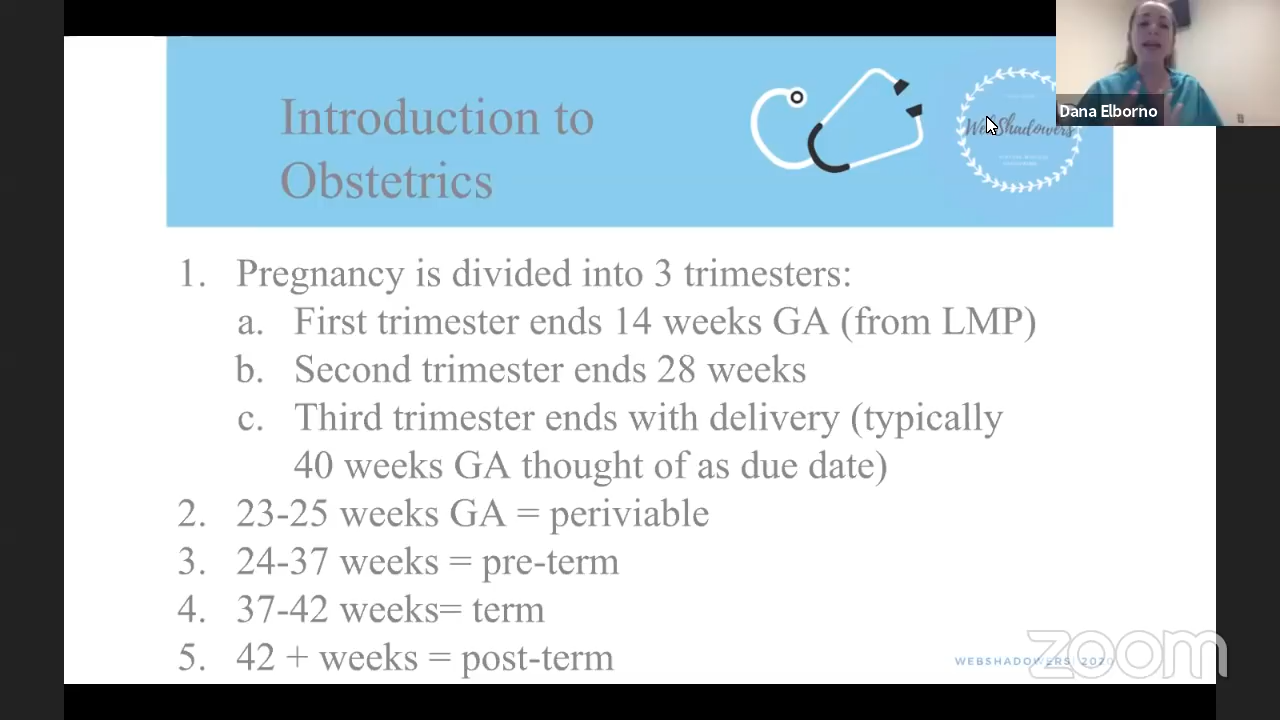 Introduction to
Obstetrics
WebShadowers
Dana Elborno
1. Pregnancy is divided into 3 trimesters:
a. First trimester ends 14 weeks GA (from LMP)
b. Second trimester ends 28 weeks
c. Third trimester ends with delivery (typically
40 weeks GA thought of as due date)
2. 23-25 weeks GA = periviable
3. 24-37 weeks = pre-term
4. 37-42 weeks= term
5. 42 + weeks = post-term
WEBSHADOWERS 2020
zoom